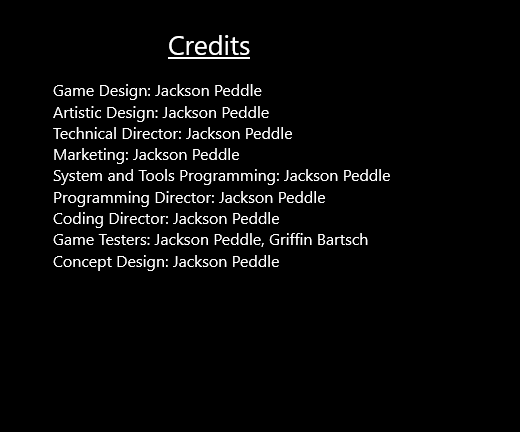 Credits
Game Design: Jackson Peddle
Artistic Design: Jackson Peddle
Technical Director: Jackson Peddle
Marketing: Jackson Peddle
System and Tools Programming: Jackson Peddle
Programming Director: Jackson Peddle
Coding Director: Jackson Peddle
Game Testers: Jackson Peddle, Griffin Bartsch
Concept Design: Jackson Peddle